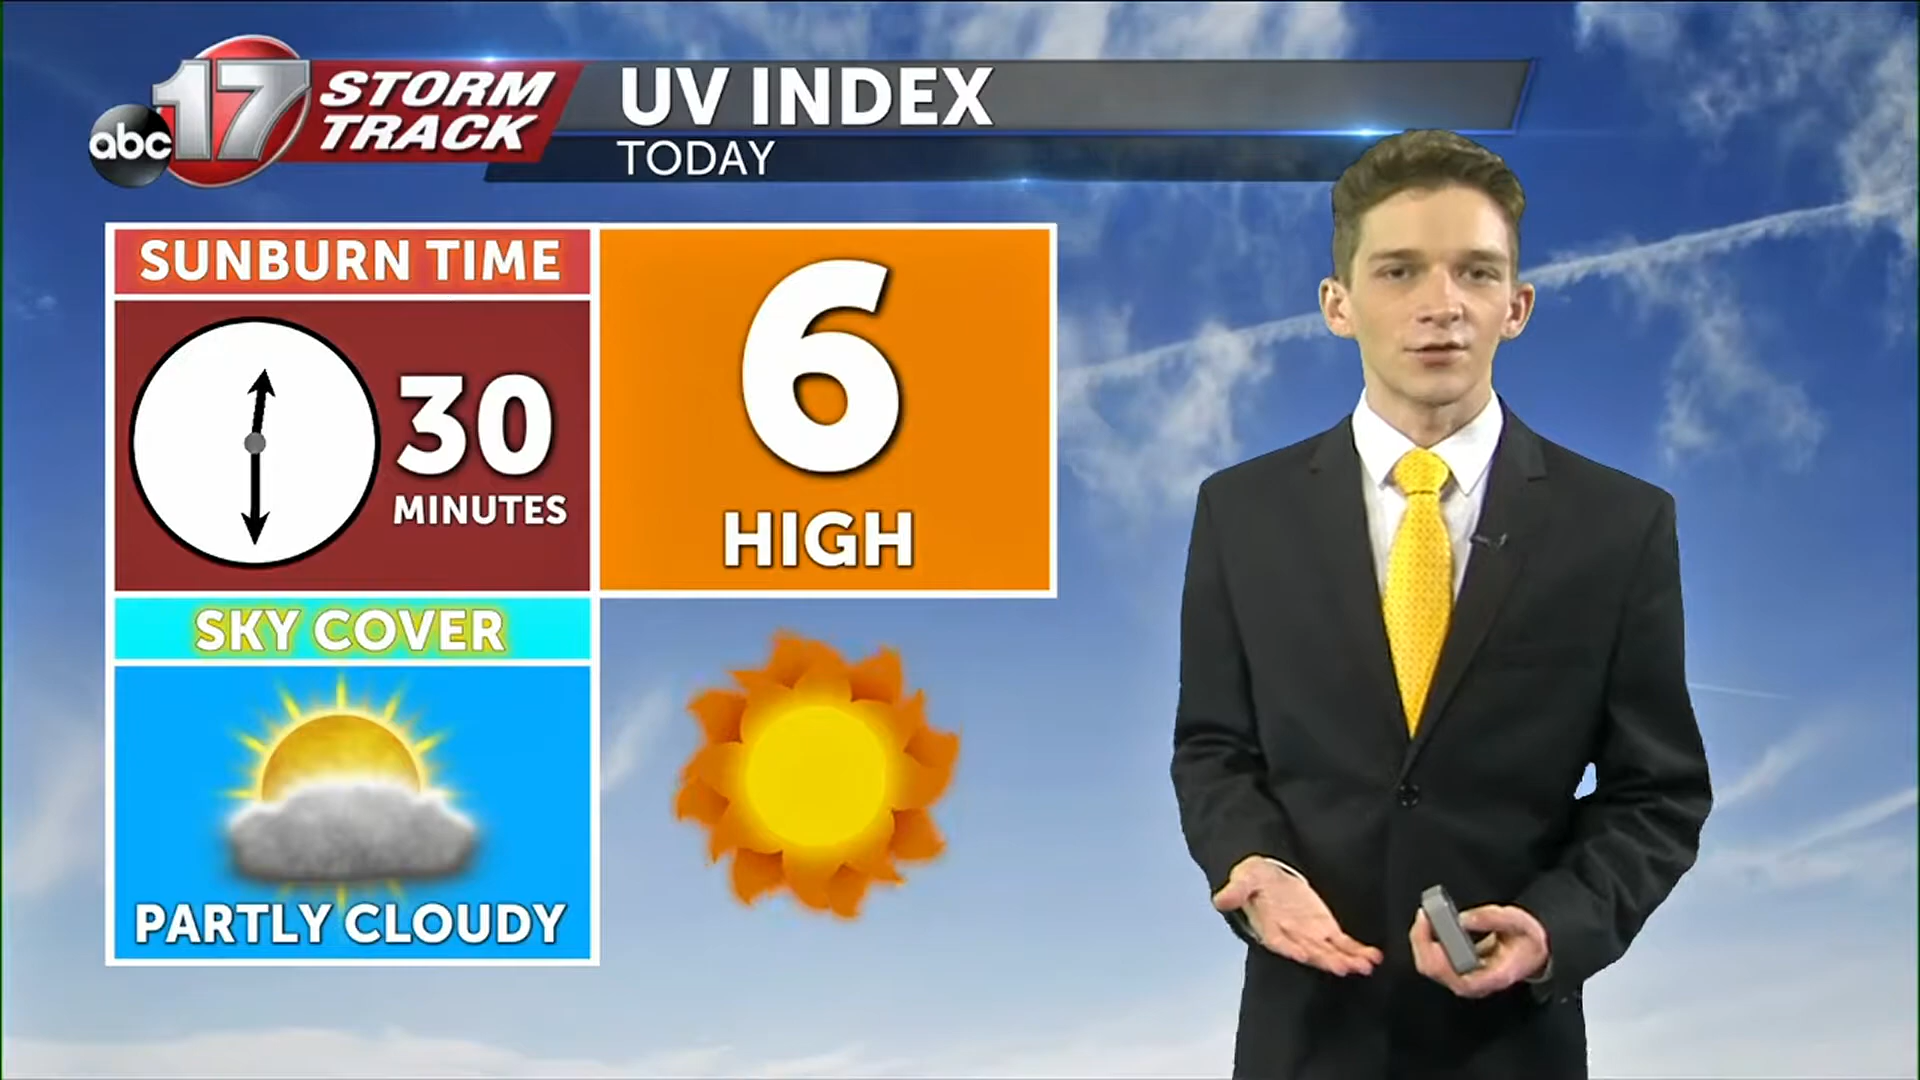 abc 17 STORM TRACK
UV INDEX
TODAY
SUNBURN TIME
30
MINUTES
6
HIGH
SKY COVER
PARTLY CLOUDY